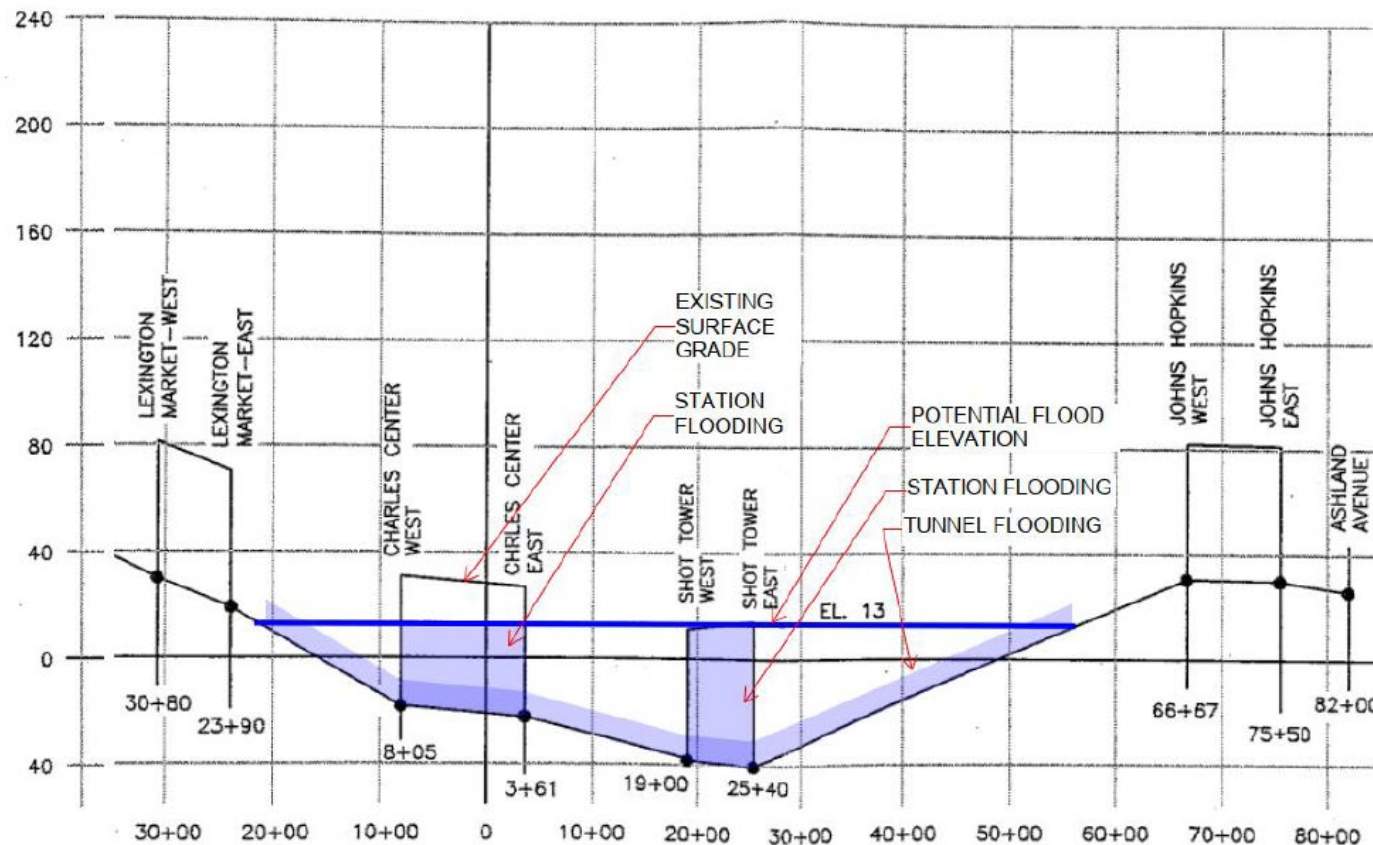 240
200
160
120
80
40
0
40
LEXINGTON
MARKET-WEST
LEXINGTON
MARKET-EAST
CHARLES CENTER
WEST
CHRLES CENTER
EAST
EXISTING
SURFACE
GRADE
STATION
FLOODING
SHOT TOWER
WEST
SHOT TOWER
EAST
POTENTIAL FLOOD
ELEVATION
STATION FLOODING
TUNNEL FLOODING
EL. 13
JOHNS HOPKINS
WEST
JOHNS HOPKINS
EAST
ASHLAND
AVENUE
30+80
23+90
8+05
3+61
19+00
25+40
66+67
75+50
82+00
30+00
20+00
10+00
0
10+00
20+00
30+00
40+00
50+00
60+00
70+00
80+00